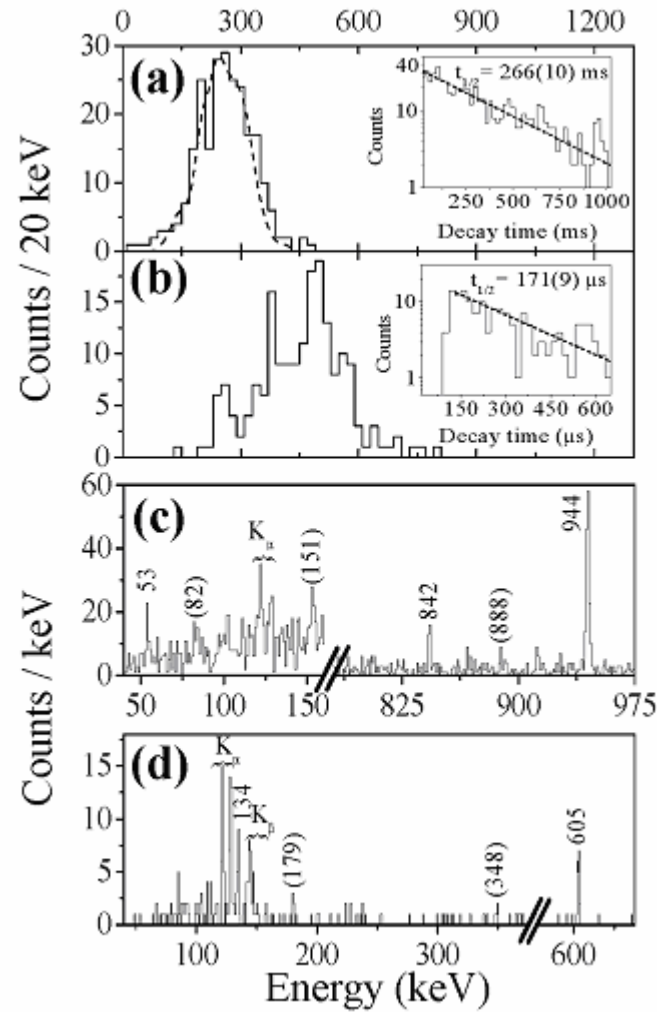 0 300 600 900 1200
30
20
10
0
(a)
t1/2 = 266(10) ms
40
10
1
Counts
250 500 750 1000
Decay time (ms)
Counts / 20 keV
15
10
5
0
(b)
t1/2 = 171(9) μs
10
1
Counts
150 300 450 600
Decay time (μs)
60
40
20
0
(c)
53
(82)
Kα
(151)
842
(888)
944
50 100 150 825 900 975
Counts / keV
15
10
5
0
(d)
Kα
134
Kβ
(179)
(348)
605
100 200 300 600
Energy (keV)